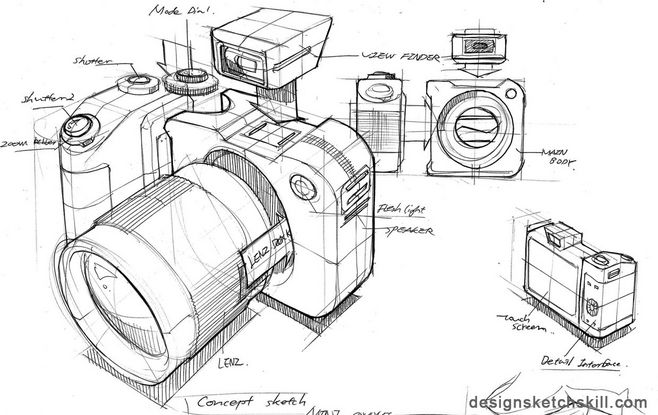 Mode Dial.
Shutter
Shutter2
VIEW FINDER
MAIN
BODY
Flesh light
SPEAKER
LENZ
LENZ.
touch
screen.
Detail Interface.
Concept sketch
designsketchskill.com